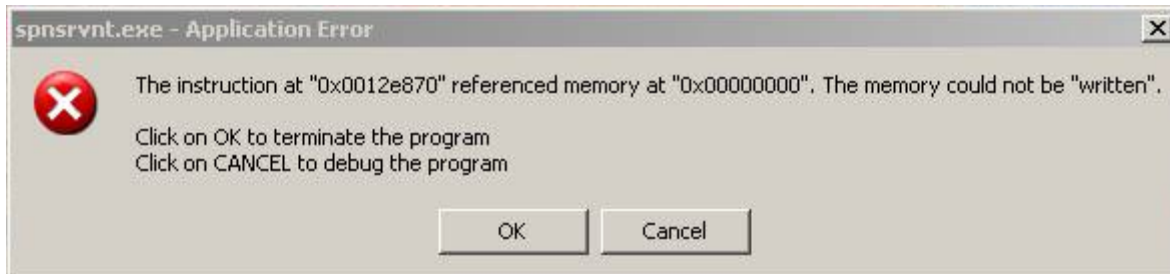 spnsrvnt.exe - Application Error
The instruction at "0x0012e870" referenced memory at "0x00000000". The memory could not be "written".
Click on OK to terminate the program
Click on CANCEL to debug the program
OK Cancel